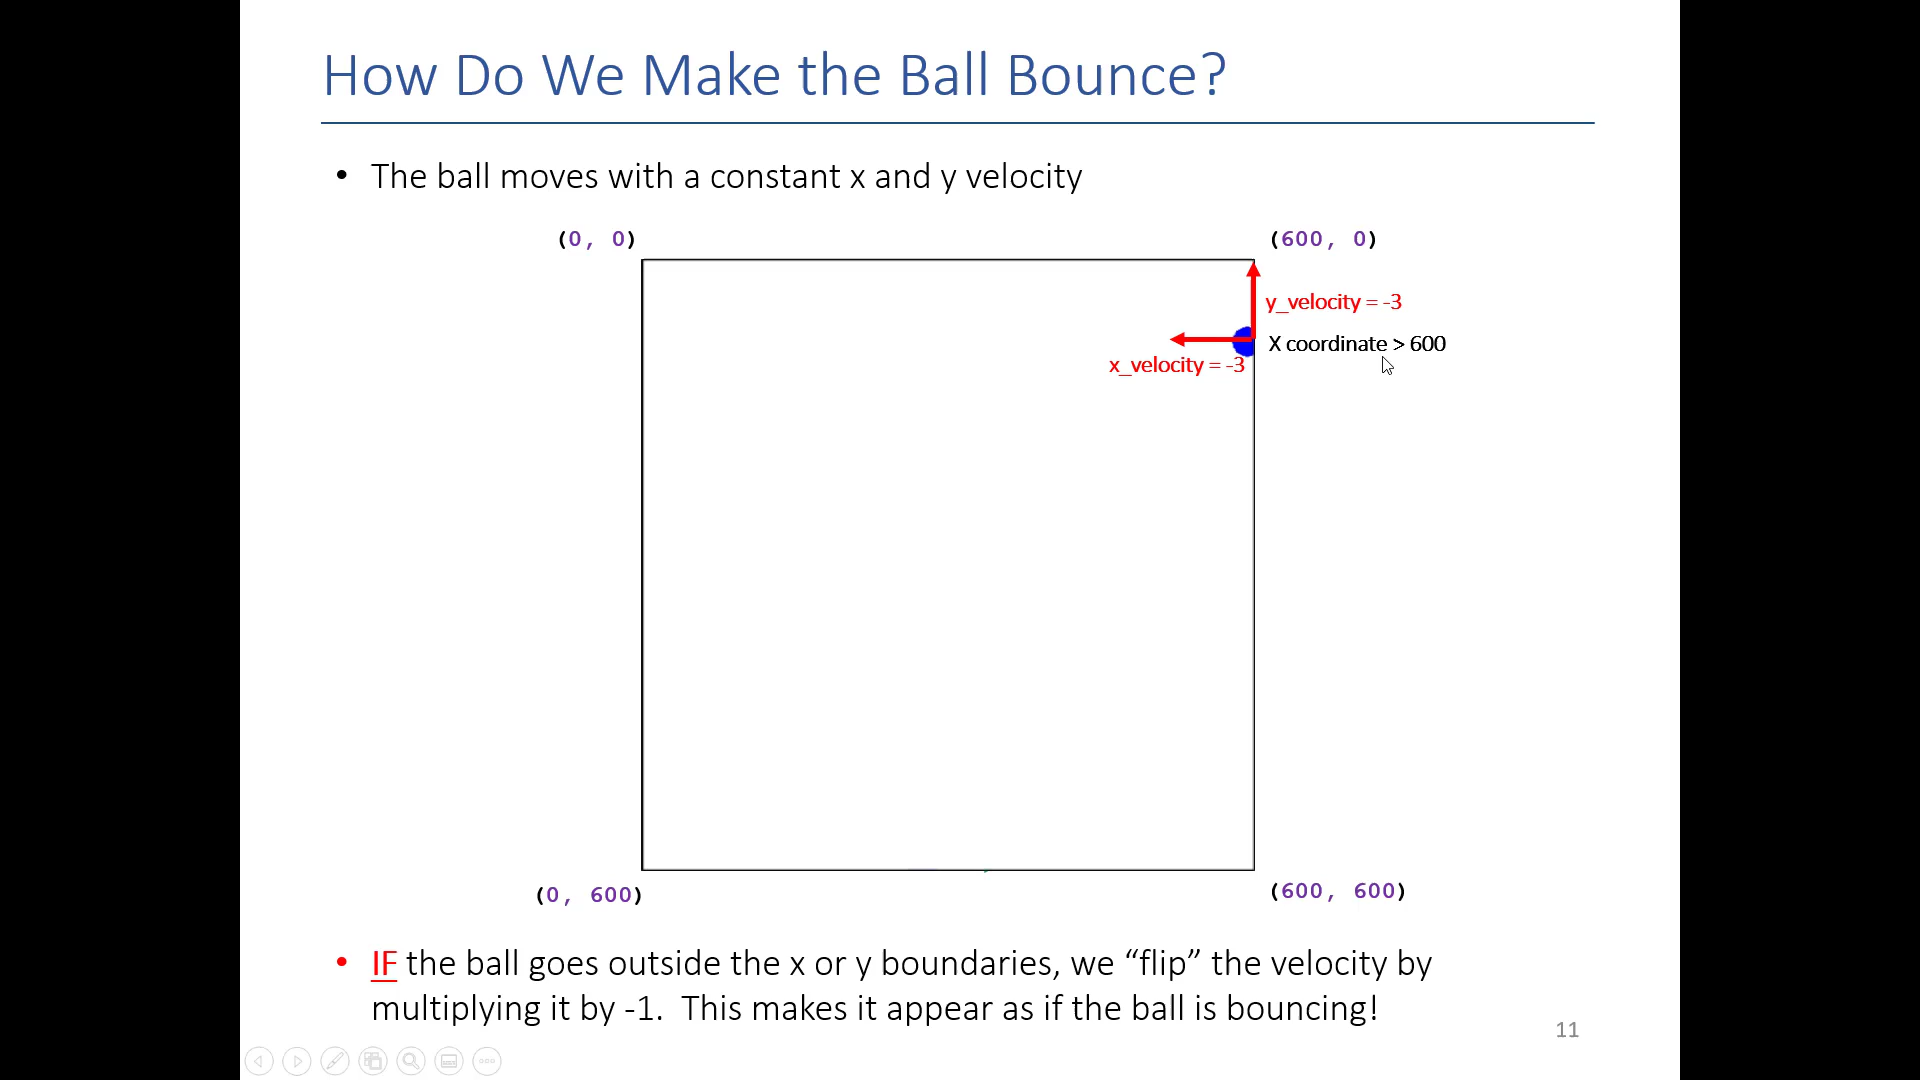 How Do We Make the Ball Bounce?
• The ball moves with a constant x and y velocity
(0, 0)
(600, 0)
y_velocity = -3
X coordinate > 600
x_velocity = -3
(0, 600)
(600, 600)
• IF the ball goes outside the x or y boundaries, we “flip” the velocity by
multiplying it by -1.  This makes it appear as if the ball is bouncing!
11